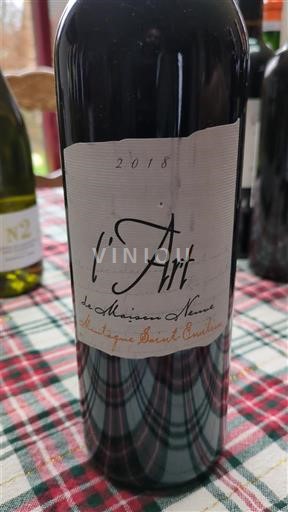 2018
VINIOU
l'Art
de Maison Neuve
Montagne Saint-Emilion
N2